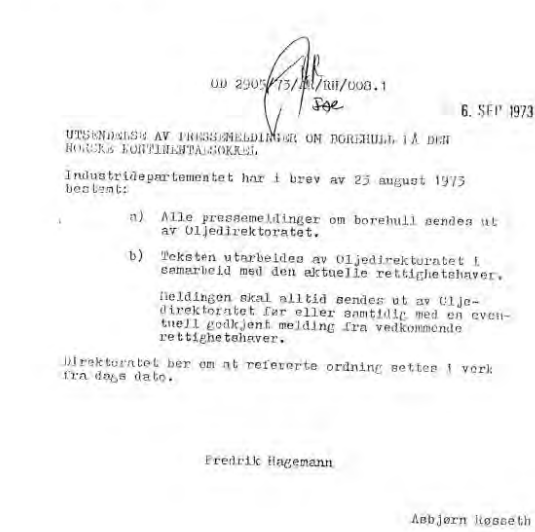 OD 2905/73/AR/RH/008.1
6. SEP 1973
UTSENDELSE AV PRESSEMELDINGER OM BOREHULL PÅ DEN
NORSKE KONTINENTALSOKKEL
Industridepartementet har i brev av 23 august 1973
bestemt:
a) Alle pressemeldinger om borehull sendes ut
av Oljedirektoratet.
b) Teksten utarbeides av Oljedirektoratet i
samarbeid med den aktuelle rettighetshaver.
Meldingen skal alltid sendes ut av Olje-
direktoratet før eller samtidig med en even-
tuell godkjent melding fra vedkommende
rettighetshaver.
Direktoratet ber om at refererte ordning settes i verk
fra dags dato.
Fredrik Hagemann
Asbjørn Rosseth